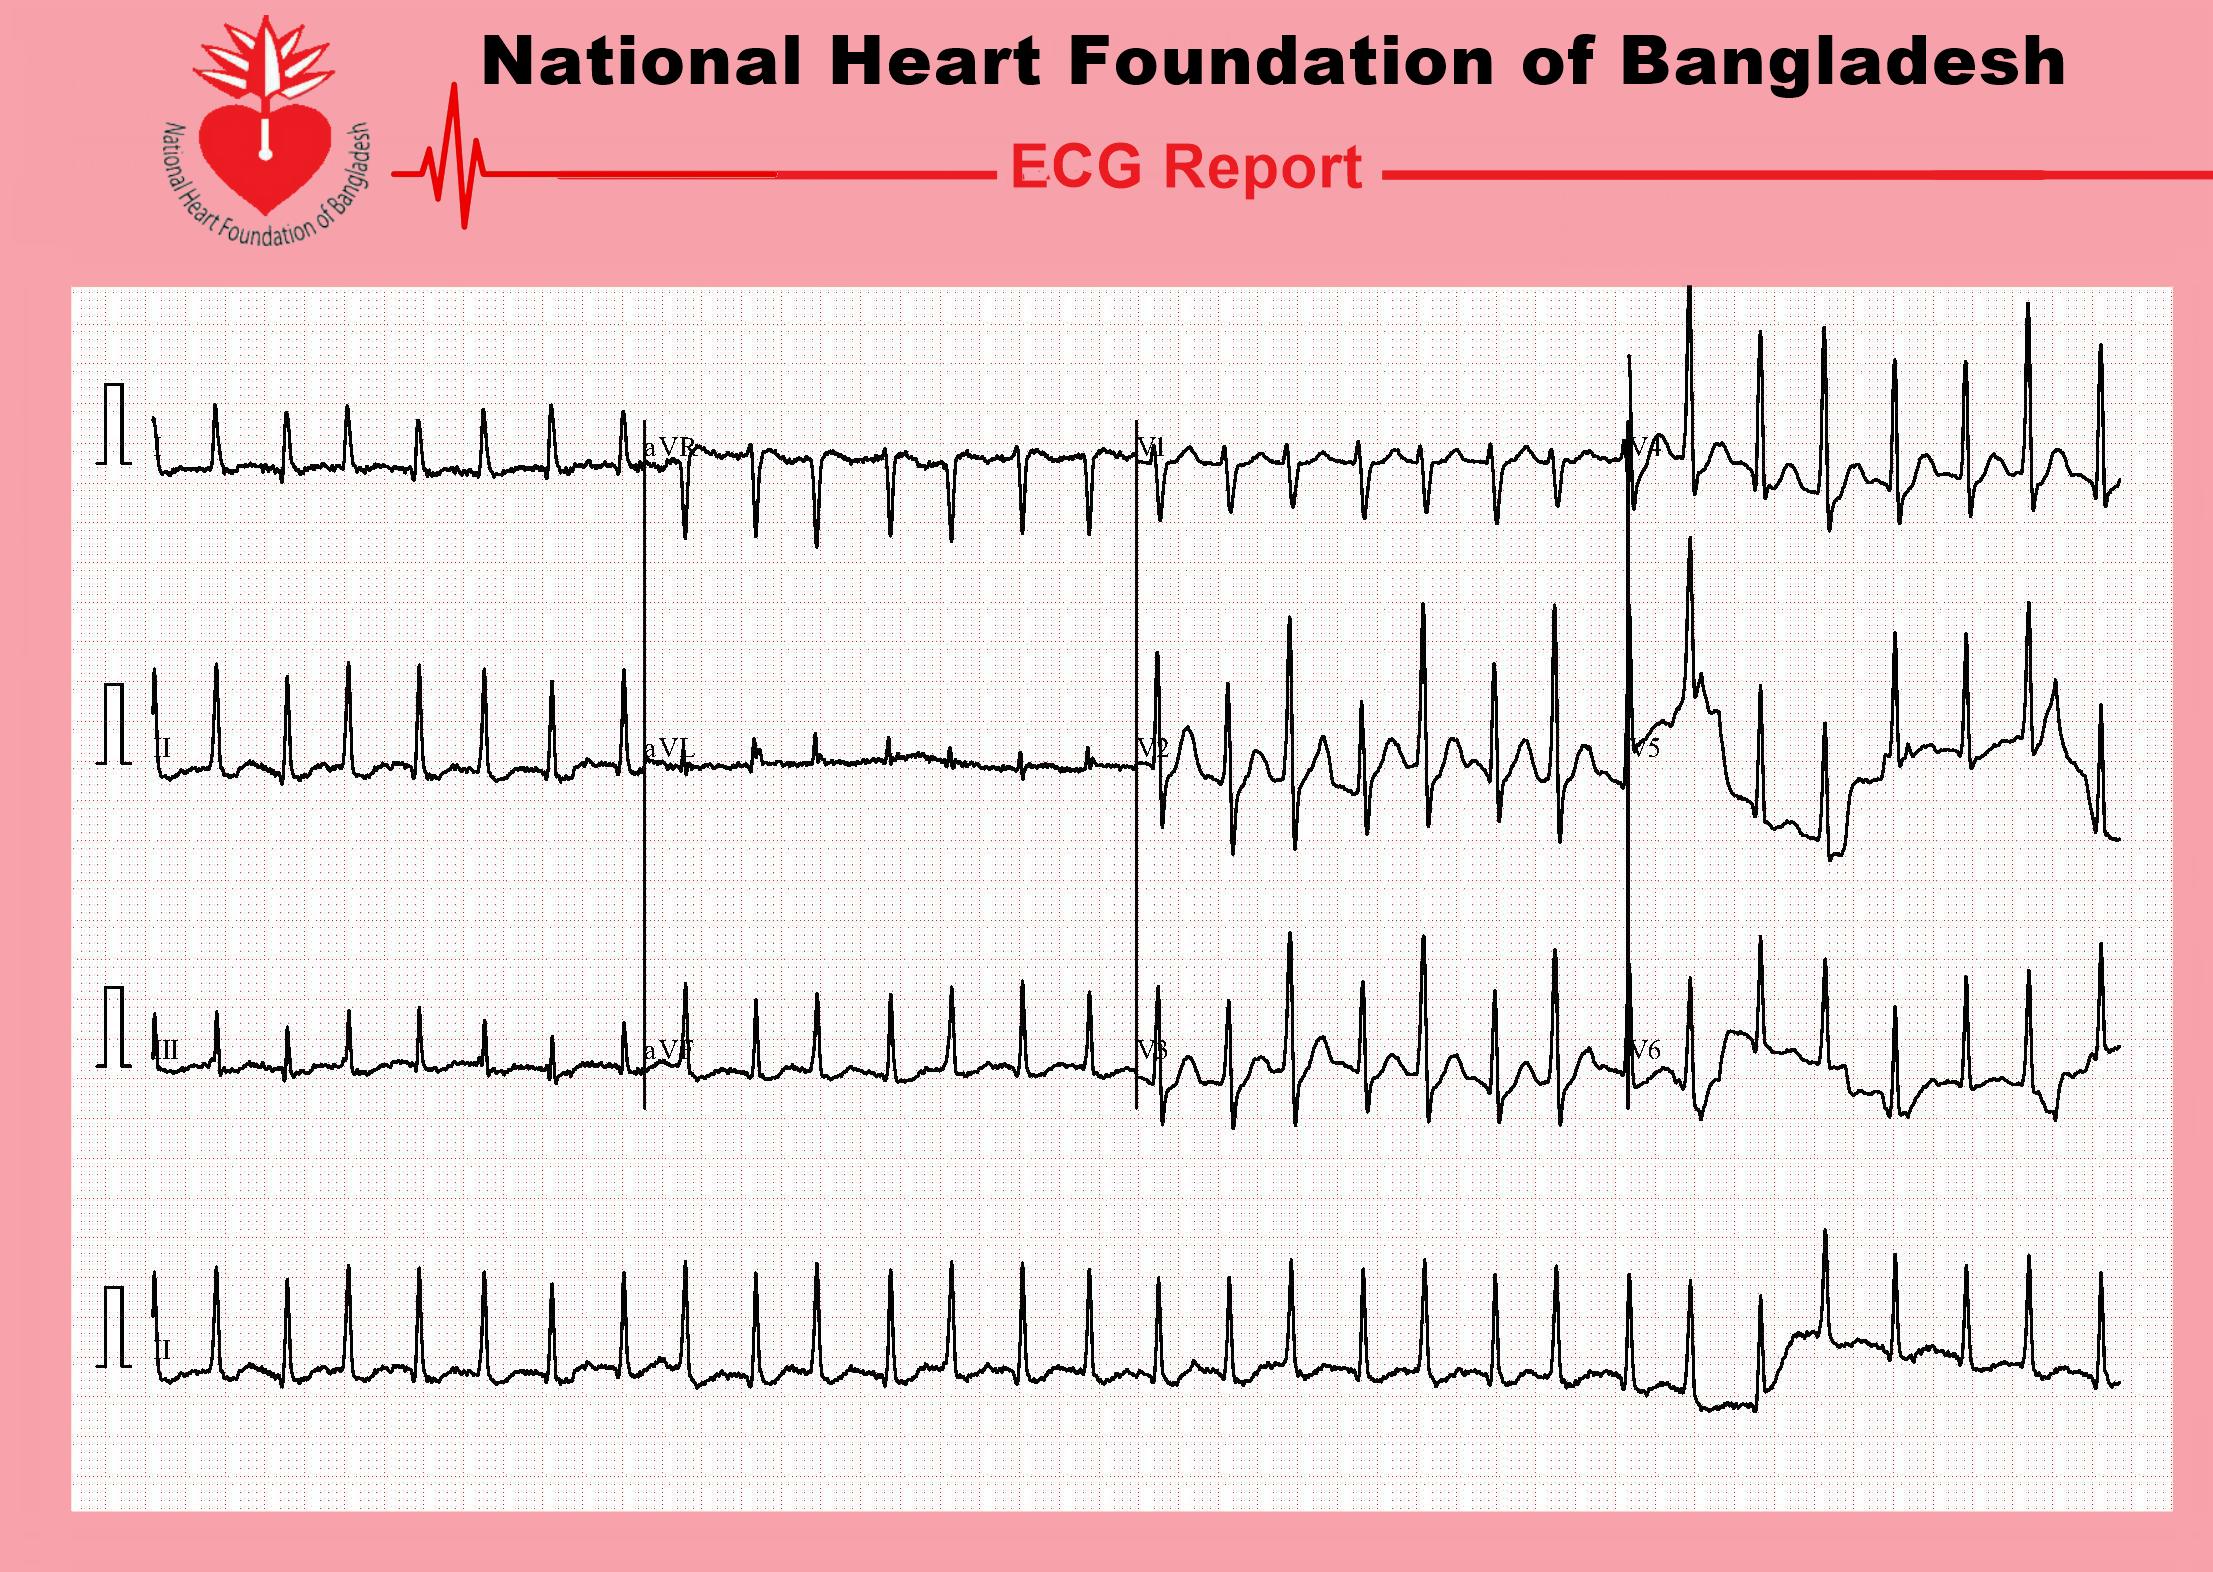 National Heart Foundation of Bangladesh
National Heart Foundation of Bangladesh
ECG Report
aVR
V1
V4
II
aVL
V2
V5
III
aVF
V3
V6
II